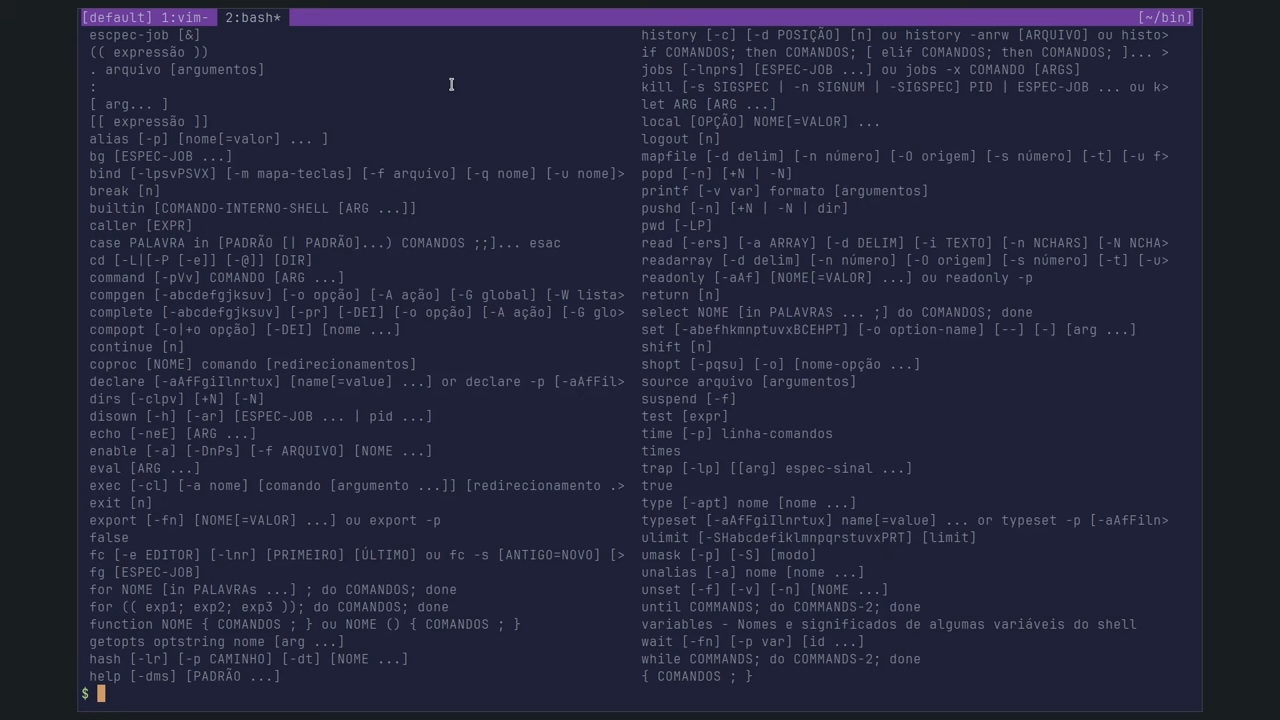 [default] 1:vim- 2:bash* [~/bin]
escpec-job [&]
(( expressão ))
. arquivo [argumentos]
:
[ arg... ]
[[ expressão ]]
alias [-p] [nome[=valor] ... ]
bg [ESPEC-JOB ...]
bind [-lpsvPSVX] [-m mapa-teclas] [-f arquivo] [-q nome] [-u nome]>
break [n]
builtin [COMANDO-INTERNO-SHELL [ARG ...]]
caller [EXPR]
case PALAVRA in [PADRÃO [| PADRÃO]...) COMANDOS ;;]... esac
cd [-L|[-P [-e]] [-@]] [DIR]
command [-pVv] COMANDO [ARG ...]
compgen [-abcdefgjksuv] [-o opção] [-A ação] [-G global] [-W lista>
complete [-abcdefgjksuv] [-pr] [-DEI] [-o opção] [-A ação] [-G glo>
compopt [-o|+o opção] [-DEI] [nome ...]
continue [n]
coproc [NOME] comando [redirecionamentos]
declare [-aAfFgiIlnrtux] [name[=value] ...] or declare -p [-aAfFil>
dirs [-clpv] [+N] [-N]
disown [-h] [-ar] [ESPEC-JOB ... | pid ...]
echo [-neE] [ARG ...]
enable [-a] [-DnPs] [-f ARQUIVO] [NOME ...]
eval [ARG ...]
exec [-cl] [-a nome] [comando [argumento ...]] [redirecionamento .>
exit [n]
export [-fn] [NOME[=VALOR] ...] ou export -p
false
fc [-e EDITOR] [-lnr] [PRIMEIRO] [ÚLTIMO] ou fc -s [ANTIGO=NOVO] [>
fg [ESPEC-JOB]
for NOME [in PALAVRAs ...] ; do COMANDOS; done
for (( exp1; exp2; exp3 )); do COMANDOS; done
function NOME { COMANDOS ; } ou NOME () { COMANDOS ; }
getopts optstring nome [arg ...]
hash [-lr] [-p CAMINHO] [-dt] [NOME ...]
help [-dms] [PADRÃO ...]
history [-c] [-d POSIÇÃO] [n] ou history -anrw [ARQUIVO] ou histo>
if COMANDOS; then COMANDOS; [ elif COMANDOS; then COMANDOS; ]... >
jobs [-lnprs] [ESPEC-JOB ...] ou jobs -x COMANDO [ARGS]
kill [-s SIGSPEC | -n SIGNUM | -SIGSPEC] PID | ESPEC-JOB ... ou k>
let ARG [ARG ...]
local [OPÇÃO] NOME[=VALOR] ...
logout [n]
mapfile [-d delim] [-n número] [-O origem] [-s número] [-t] [-u f>
popd [-n] [+N | -N]
printf [-v var] formato [argumentos]
pushd [-n] [+N | -N | dir]
pwd [-LP]
read [-ers] [-a ARRAY] [-d DELIM] [-i TEXTO] [-n NCHARS] [-N NCHA>
readarray [-d delim] [-n número] [-O origem] [-s número] [-t] [-u>
readonly [-aAf] [NOME[=VALOR] ...] ou readonly -p
return [n]
select NOME [in PALAVRAS ... ;] do COMANDOS; done
set [-abefhkmnptuvxBCEHPT] [-o option-name] [--] [-] [arg ...]
shift [n]
shopt [-pqsu] [-o] [nome-opção ...]
source arquivo [argumentos]
suspend [-f]
test [expr]
time [-p] linha-comandos
times
trap [-lp] [[arg] espec-sinal ...]
true
type [-apt] nome [nome ...]
typeset [-aAfFgiIlnrtux] name[=value] ... or typeset -p [-aAfFiln>
ulimit [-SHabcdefiklmnpqrstuvxPRT] [limit]
umask [-p] [-S] [modo]
unalias [-a] nome [nome ...]
unset [-f] [-v] [-n] [NOME ...]
until COMMANDS; do COMMANDS-2; done
variables - Nomes e significados de algumas variáveis do shell
wait [-fn] [-p var] [id ...]
while COMMANDS; do COMMANDS-2; done
{ COMANDOS ; }
$